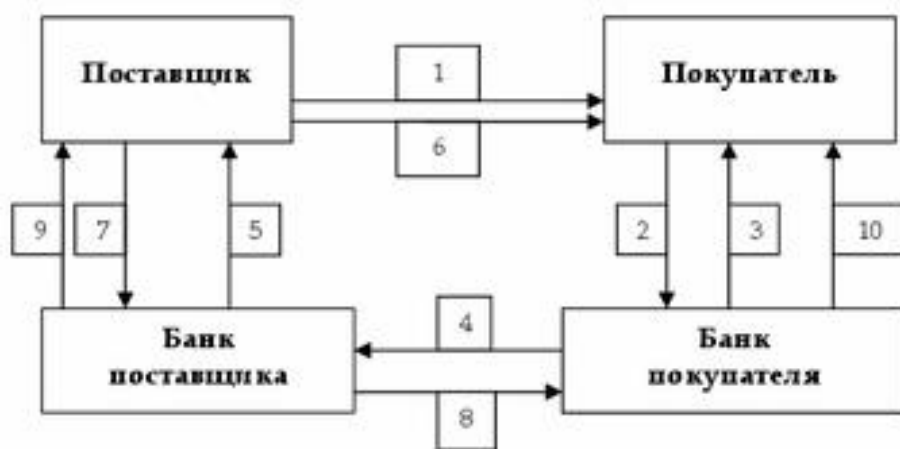 Поставщик
1
Покупатель
6
9
7
5
2
3
10
Банк
поставщика
4
Банк
покупателя
8